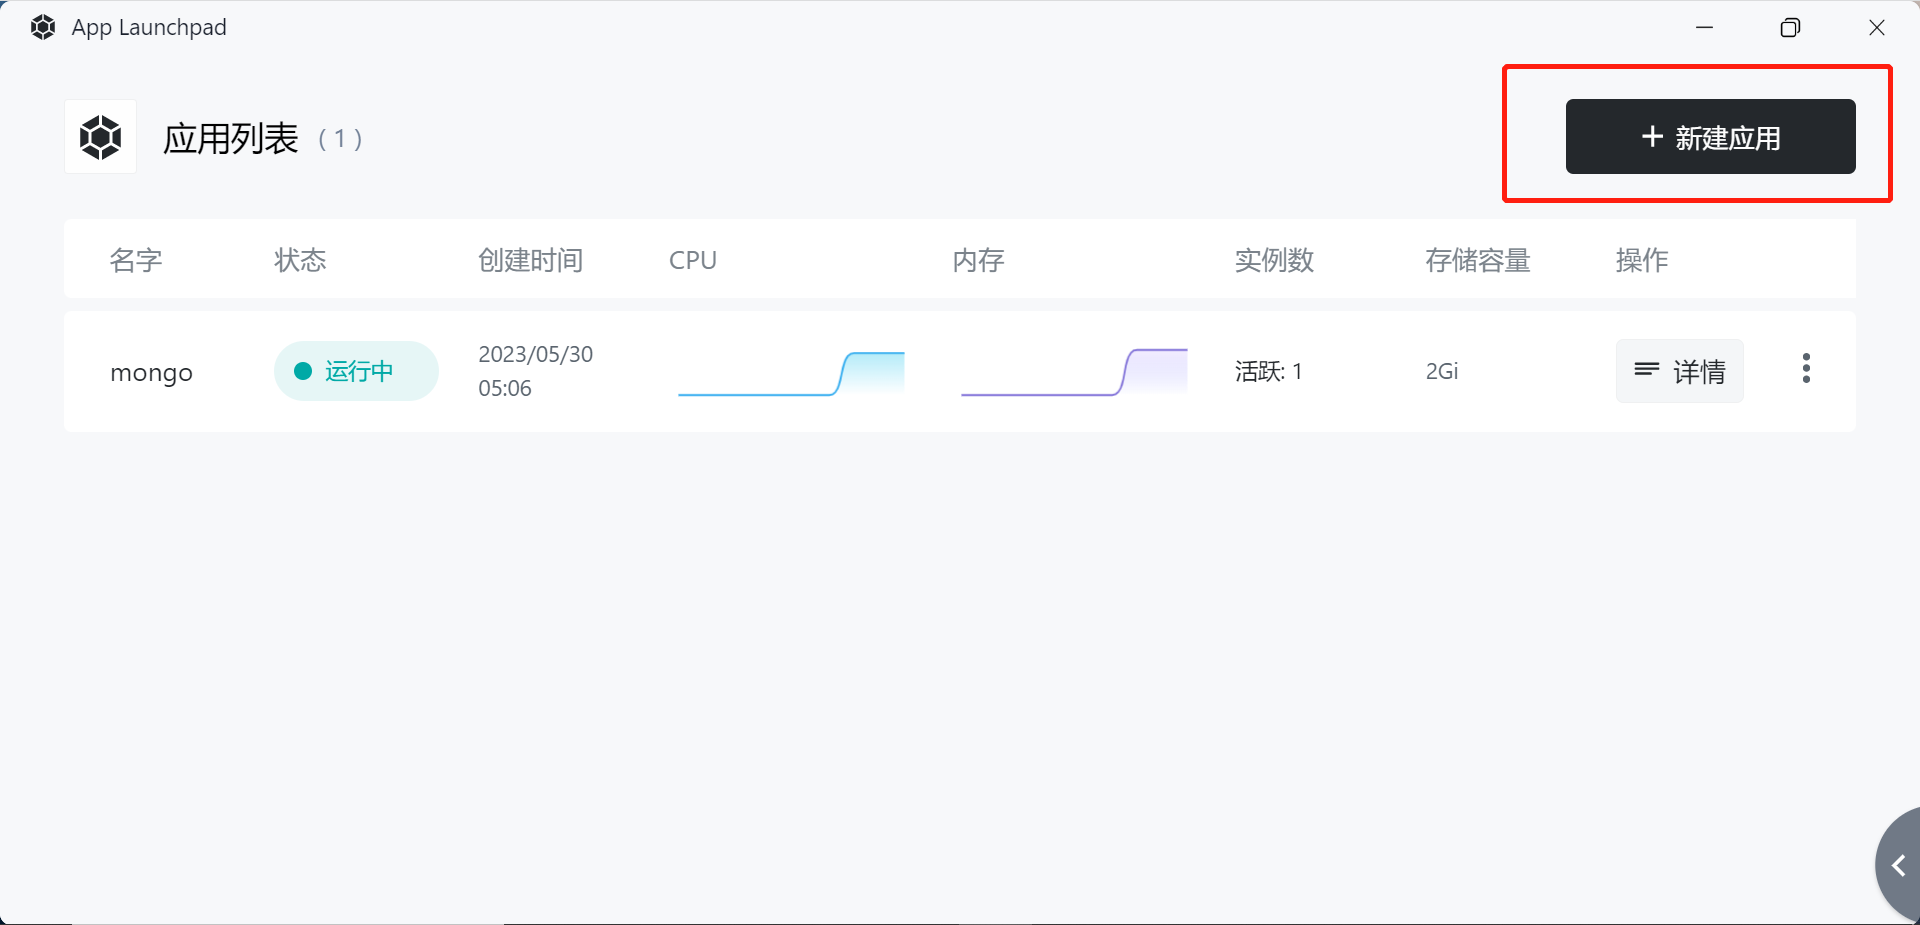 App Launchpad
应用列表 ( 1 )
+ 新建应用
名字 状态 创建时间 CPU 内存 实例数 存储容量 操作
mongo 运行中 2023/05/30 05:06 活跃: 1 2Gi 详情